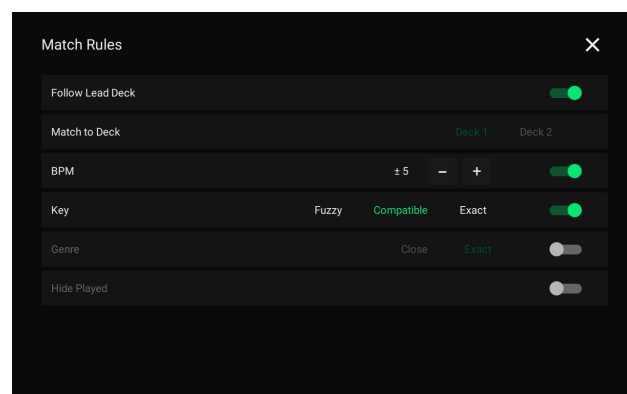 Match Rules
Follow Lead Deck
Match to Deck Deck 1 Deck 2
BPM ± 5 − +
Key Fuzzy Compatible Exact
Genre Close Exact
Hide Played